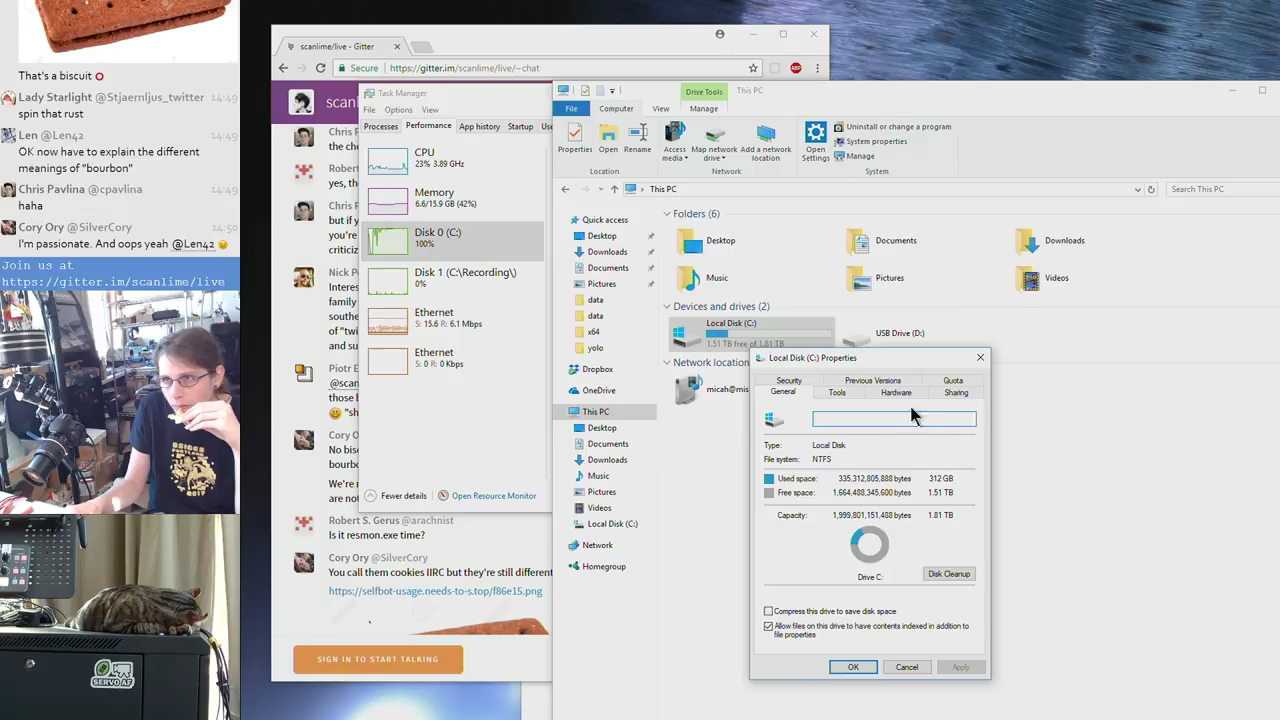 That's a biscuit
Lady Starlight @Stjaernljus_twitter 14:49
spin that rust
Len @Len42 14:49
OK now have to explain the different
meanings of "bourbon"
Chris Pavlina @cpavlina 14:49
haha
Cory Ory @SilverCory 14:50
I'm passionate. And oops yeah @Len42
Join us at
https://gitter.im/scanlime/live
BSIDES
PORTLAND
2017
SERVO AF
scanlime/live - Gitter
Secure
https://gitter.im/scanlime/live/~chat
ABP
scanl
Chris P
the che
Robert
yes, the
Chris P
but if y
you're
criticiz
Nick P
Interes
family
southe
of "twi
and su
Piotr E
@scan
those b
"sh
Cory O
No bis
bourbo
We're r
are not
Robert S. Gerus @arachnist
Is it resmon.exe time?
Cory Ory @SilverCory
You call them cookies IIRC but they're still different
https://selfbot-usage.needs-to-s.top/f86e15.png
SIGN IN TO START TALKING
Task Manager
File Options View
Processes Performance App history Startup Use
CPU
23% 3.89 GHz
Memory
6.6/15.9 GB (42%)
Disk 0 (C:)
100%
Disk 1 (C:\Recording\)
0%
Ethernet
S: 15.6 R: 6.1 Mbps
Ethernet
S: 0 R: 0 Kbps
Fewer details Open Resource Monitor
Drive Tools This PC
File Computer View Manage
Properties Open Rename
Location
Access media
Map network drive
Add a network location
Network
Open Settings
Uninstall or change a program
System properties
Manage
System
This PC
Search This PC
Quick access
Desktop
Downloads
Documents
Pictures
data
data
x64
yolo
Dropbox
OneDrive
This PC
Desktop
Documents
Downloads
Music
Pictures
Videos
Local Disk (C:)
Network
Homegroup
Folders (6)
Desktop Documents Downloads
Music Pictures Videos
Devices and drives (2)
Local Disk (C:)
1.51 TB free of 1.81 TB
USB Drive (D:)
Network location
micah@mis
Local Disk (C:) Properties
Security Previous Versions Quota
General Tools Hardware Sharing
Type: Local Disk
File system: NTFS
Used space: 335,312,805,888 bytes 312 GB
Free space: 1,664,488,345,600 bytes 1.51 TB
Capacity: 1,999,801,151,488 bytes 1.81 TB
Drive C: Disk Cleanup
Compress this drive to save disk space
Allow files on this drive to have contents indexed in addition to
file properties
OK Cancel Apply